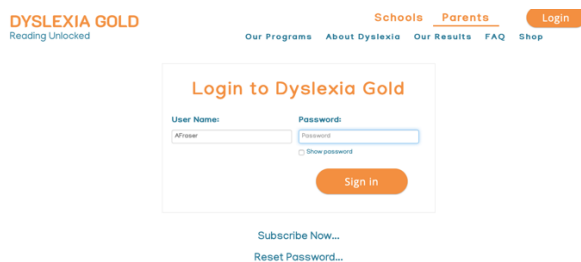 DYSLEXIA GOLD
Reading Unlocked
Schools Parents Login
Our Programs About Dyslexia Our Results FAQ Shop
Login to Dyslexia Gold
User Name: Password:
AFraser Password
Show password
Sign In
Subscribe Now...
Reset Password...